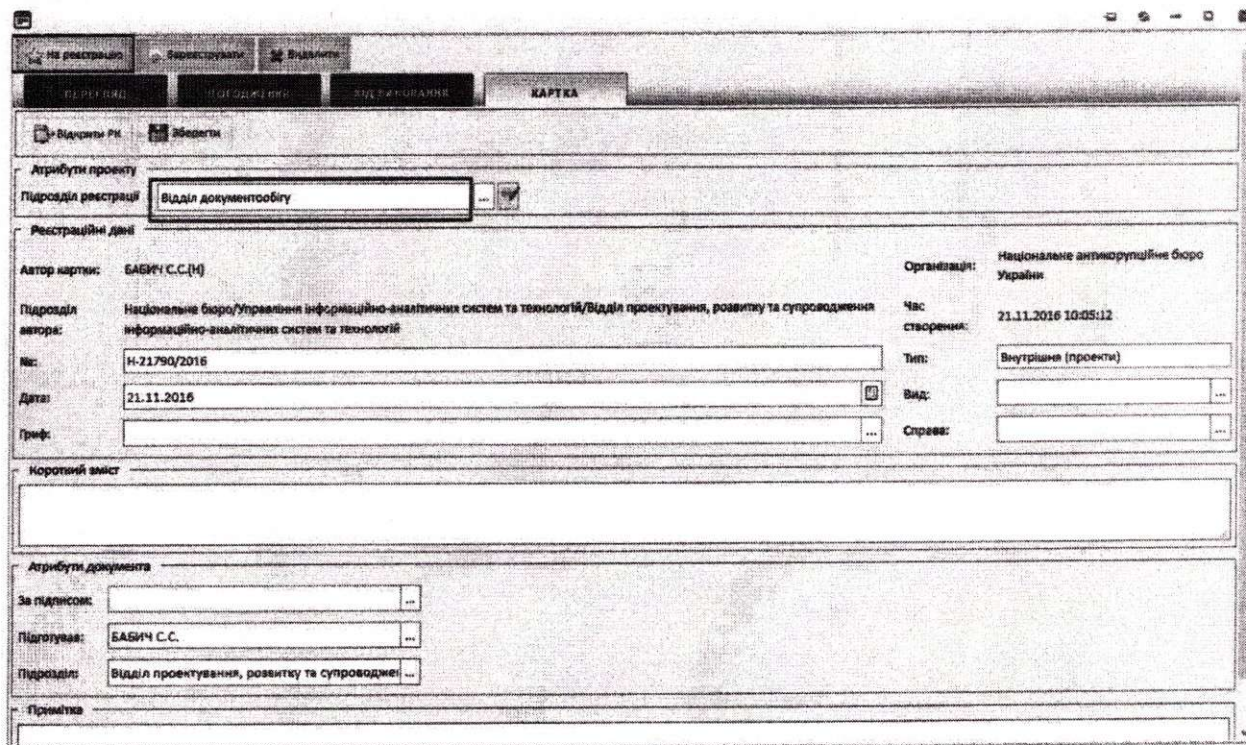 На реєстрацію Зареєструвати Видалити
ПЕРЕГЛЯД ПОГОДЖЕННЯ ХІД ВИКОНАННЯ КАРТКА
Відкрити РК Зберегти
Атрибути проекту
Підрозділ реєстрації Відділ документообігу ...
Реєстраційні дані
Автор картки: БАБИЧ С.С.(Н) Організація: Національне антикорупційне бюро
України
Підрозділ автора: Національне бюро/Управління інформаційно-аналітичних систем та технологій/Відділ проектування, розвитку та супроводження
інформаційно-аналітичних систем та технологій
Час створення: 21.11.2016 10:05:12
№: Н-21790/2016 Тип: Внутрішня (проекти)
Дата: 21.11.2016 Вид: ...
Гриф: ... Справа: ...
Короткий зміст
Атрибути документа
За підписом: ...
Підготував: БАБИЧ С.С. ...
Підрозділ: Відділ проектування, розвитку та супроводжен ...
Примітка